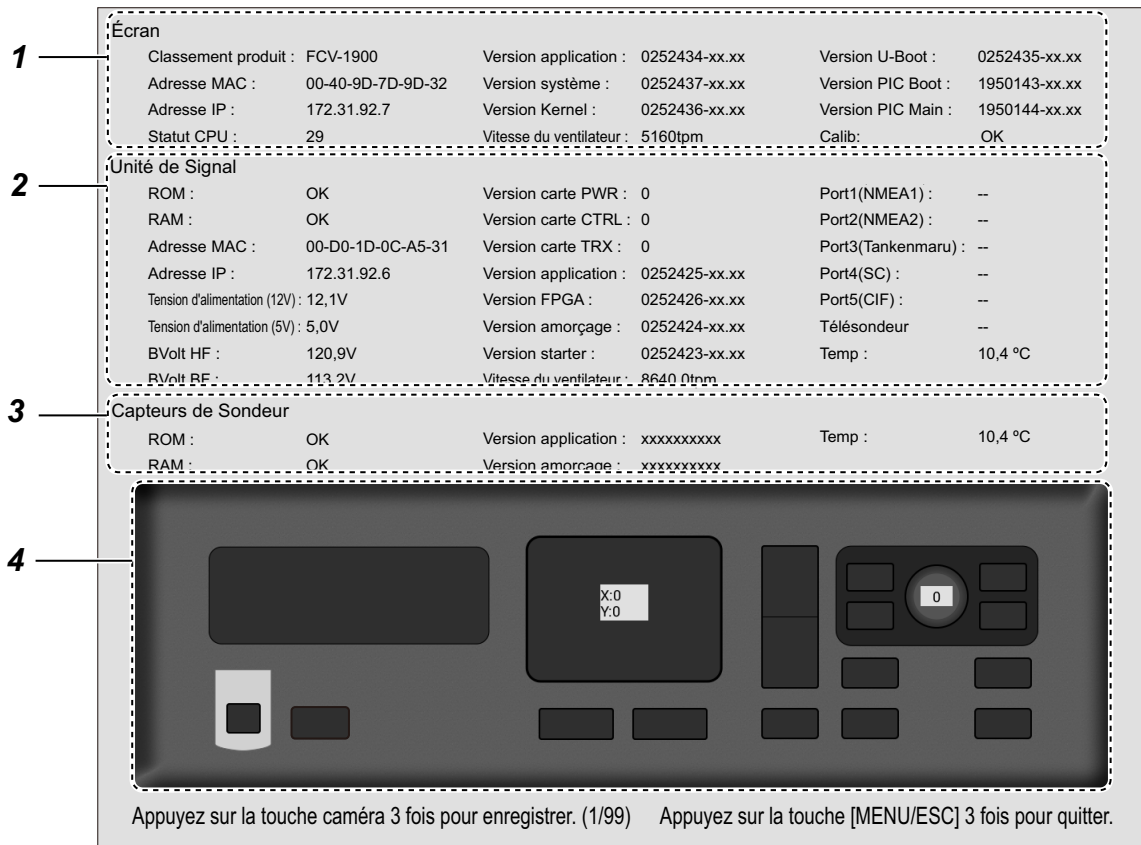 Écran
1
Classement produit : FCV-1900 Version application : 0252434-xx.xx Version U-Boot : 0252435-xx.xx
Adresse MAC : 00-40-9D-7D-9D-32 Version système : 0252437-xx.xx Version PIC Boot : 1950143-xx.xx
Adresse IP : 172.31.92.7 Version Kernel : 0252436-xx.xx Version PIC Main : 1950144-xx.xx
Statut CPU : 29 Vitesse du ventilateur : 5160tpm Calib: OK
Unité de Signal
2
ROM : OK Version carte PWR : 0 Port1(NMEA1) : --
RAM : OK Version carte CTRL : 0 Port2(NMEA2) : --
Adresse MAC : 00-D0-1D-0C-A5-31 Version carte TRX : 0 Port3(Tankenmaru) : --
Adresse IP : 172.31.92.6 Version application : 0252425-xx.xx Port4(SC) : --
Tension d'alimentation (12V) : 12,1V Version FPGA : 0252426-xx.xx Port5(CIF) : --
Tension d'alimentation (5V) : 5,0V Version amorçage : 0252424-xx.xx Télésondeur --
BVolt HF : 120,9V Version starter : 0252423-xx.xx Temp : 10,4 ºC
BVolt BF : 113,2V Vitesse du ventilateur : 8640,0tpm
3
Capteurs de Sondeur
ROM : OK Version application : xxxxxxxxxx Temp : 10,4 ºC
RAM : OK Version amorçage : xxxxxxxxxx
4
X:0
Y:0
0
Appuyez sur la touche caméra 3 fois pour enregistrer. (1/99) Appuyez sur la touche [MENU/ESC] 3 fois pour quitter.